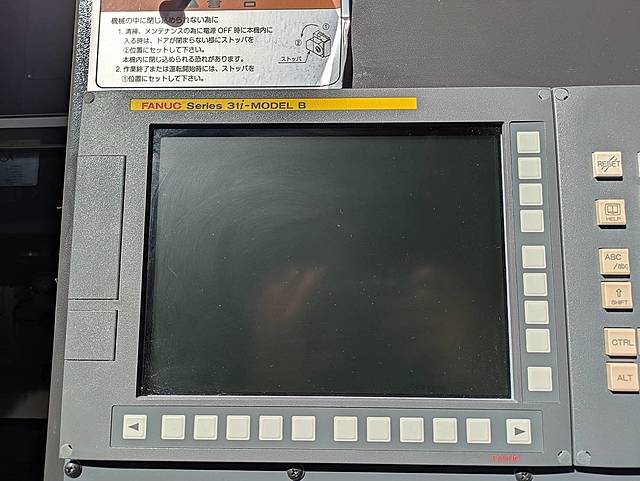 機械の中に閉じ込められない為に
1. 清掃、メンテナンスの為に電源 OFF 時に本機内に
入る時は、ドアが閉まらない様にストッパを
②位置にセットして下さい。
本機内に閉じ込められる恐れがあります。
2. 作業終了または運転開始時には、ストッパを
①位置にセットして下さい。
①
②
ストッパ
FANUC Series 31i-MODEL B
RESET
HELP
ABC
/abc
SHIFT
CTRL
ALT
FANUC